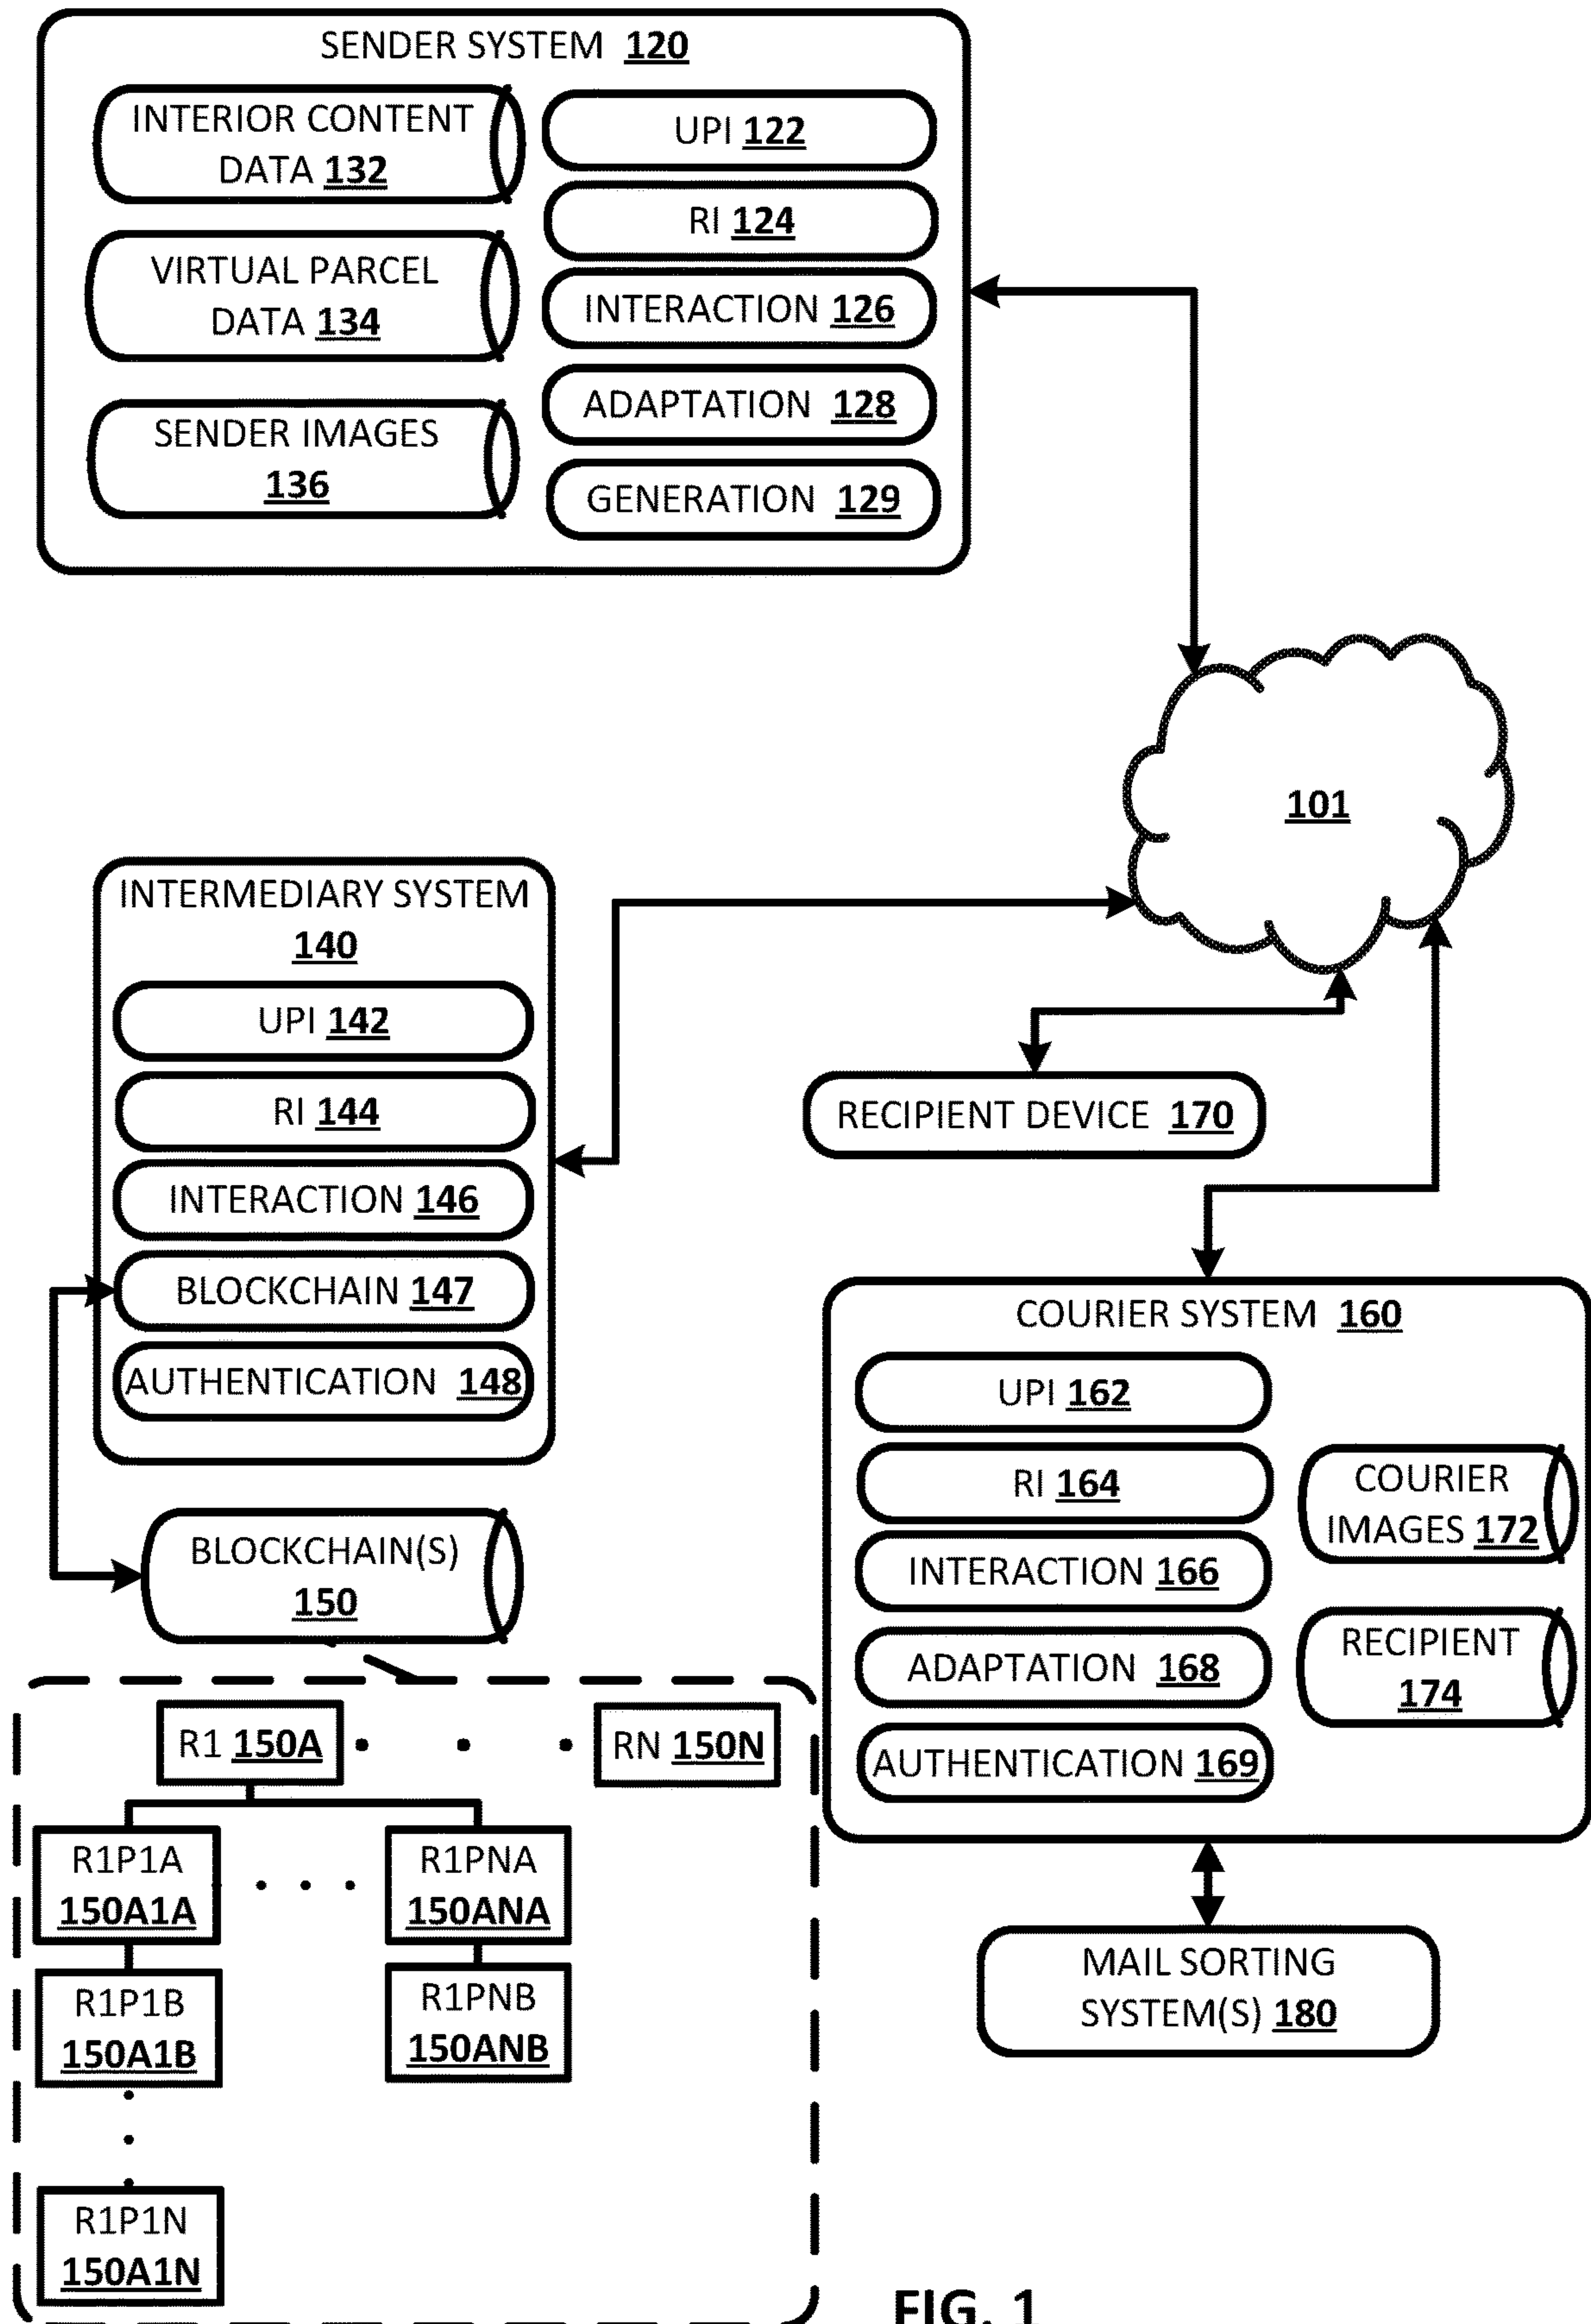 SENDER SYSTEM 120
INTERIOR CONTENT
DATA 132
VIRTUAL PARCEL
DATA 134
SENDER IMAGES
136
UPI 122
RI 124
INTERACTION 126
ADAPTATION 128
GENERATION 129
101
INTERMEDIARY SYSTEM
140
UPI 142
RI 144
INTERACTION 146
BLOCKCHAIN 147
AUTHENTICATION 148
RECIPIENT DEVICE 170
COURIER SYSTEM 160
UPI 162
RI 164
INTERACTION 166
ADAPTATION 168
AUTHENTICATION 169
COURIER
IMAGES 172
RECIPIENT
174
BLOCKCHAIN(S)
150
R1 150A
RN 150N
R1P1A
150A1A
R1PNA
150ANA
R1P1B
150A1B
R1PNB
150ANB
R1P1N
150A1N
MAIL SORTING
SYSTEM(S) 180
FIG. 1